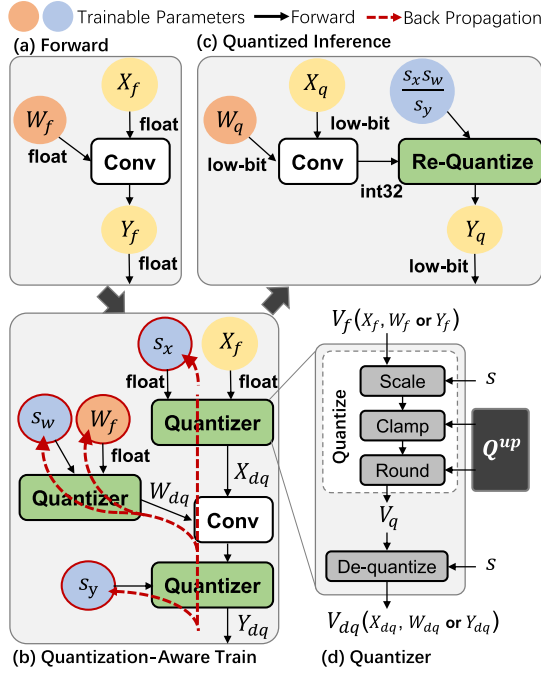 Trainable Parameters
Forward
Back Propagation
(a) Forward
(c) Quantized Inference
X_f
W_f
float
float
Conv
Y_f
float
X_q
s_x s_w
s_y
W_q
low-bit
low-bit
Conv
int32
Re-Quantize
Y_q
low-bit
s_x
X_f
float
float
s_w
W_f
float
Quantizer
Quantizer
X_dq
W_dq
Conv
s_y
Quantizer
Y_dq
(b) Quantization-Aware Train
V_f(X_f, W_f or Y_f)
Quantize
Scale
s
Clamp
Q^up
Round
V_q
De-quantize
s
V_dq(X_dq, W_dq or Y_dq)
(d) Quantizer